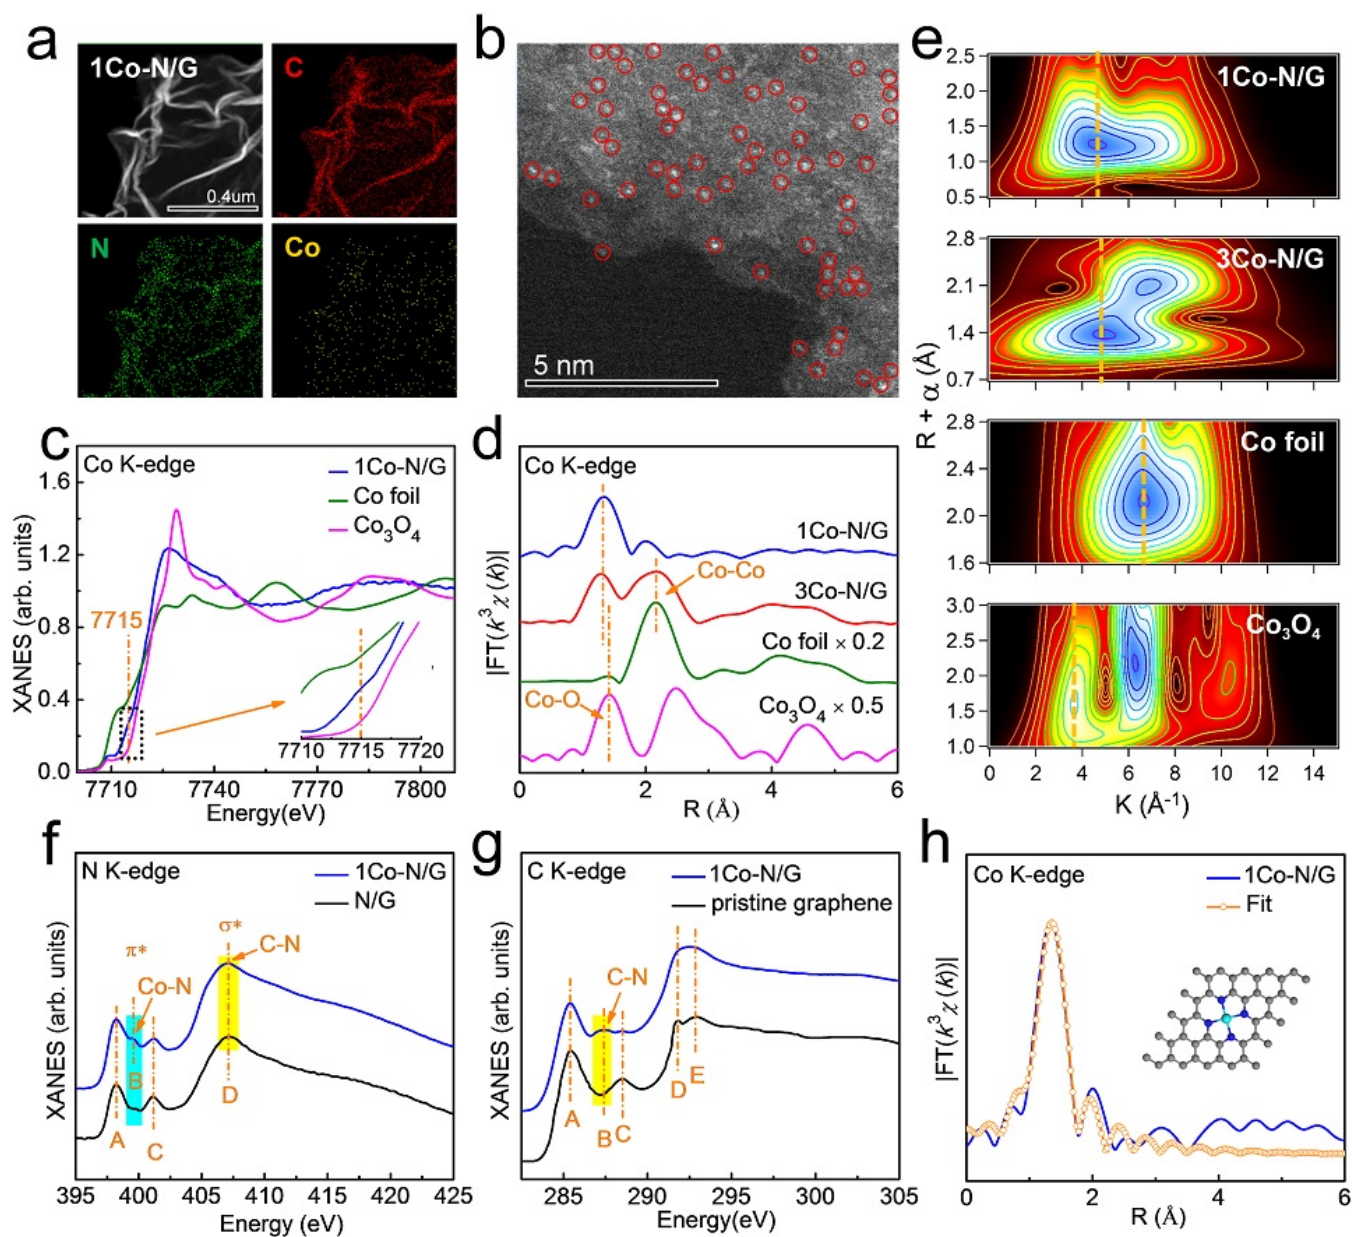 a
1Co-N/G
0.4um
C
N
Co
b
5 nm
c
Co K-edge
1Co-N/G
Co foil
Co₃O₄
7715
XANES (arb. units)
1.6
1.2
0.8
0.4
0.0
7710 7715 7720
7710 7740 7770 7800
Energy(eV)
d
Co K-edge
1Co-N/G
Co-Co
3Co-N/G
Co foil × 0.2
Co-O
Co₃O₄ × 0.5
|FT(k³χ(k))|
0 2 4 6
R (Å)
e
1Co-N/G
2.5
2.0
1.5
1.0
0.5
3Co-N/G
2.8
2.1
1.4
0.7
Co foil
2.8
2.4
2.0
1.6
Co₃O₄
3.0
2.5
2.0
1.5
1.0
R + α (Å)
0 2 4 6 8 10 12 14
K (Å⁻¹)
f
N K-edge
1Co-N/G
N/G
π*
σ*
Co-N
C-N
A
B
C
D
XANES (arb. units)
395 400 405 410 415 420 425
Energy (eV)
g
C K-edge
1Co-N/G
pristine graphene
C-N
A
B
C
D
E
XANES (arb. units)
285 290 295 300 305
Energy(eV)
h
Co K-edge
1Co-N/G
Fit
|FT(k³χ(k))|
0 2 4 6
R (Å)